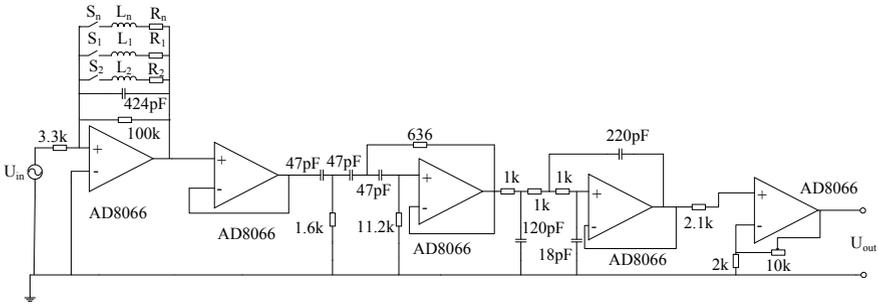 Sn Ln Rn
S1 L1 R1
S2 L2 R2
424pF
100k
3.3k
+
-
Uin
AD8066
+
-
AD8066
47pF
47pF
47pF
1.6k
11.2k
636
+
-
AD8066
1k
1k
1k
120pF
18pF
220pF
+
-
AD8066
2.1k
+
-
AD8066
2k
10k
Uout